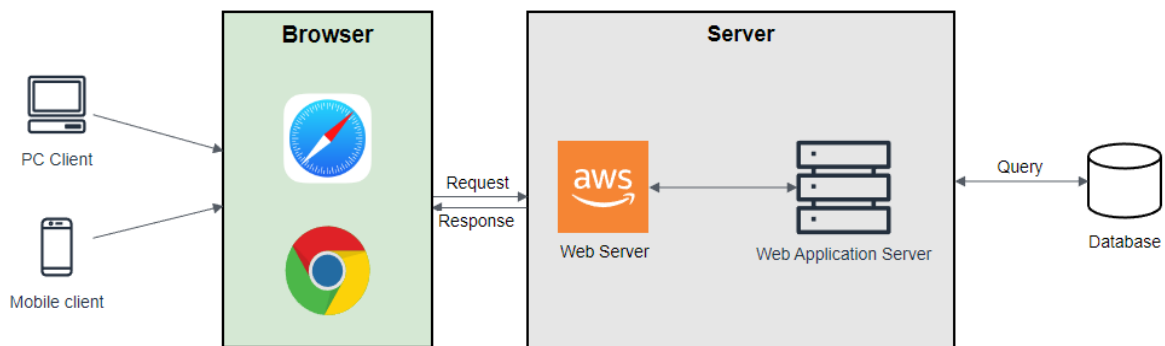 Browser
Server
PC Client
Mobile client
Request
Response
aws
Web Server
Web Application Server
Query
Database